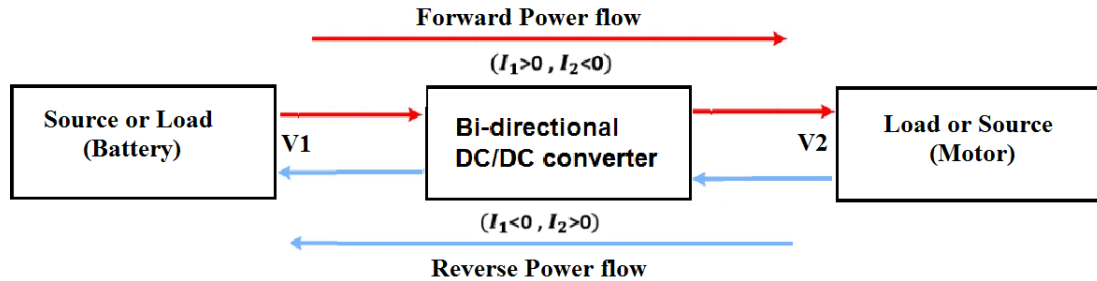 Forward Power flow
(I₁>0 , I₂<0)
Source or Load
(Battery)
V1
Bi-directional
DC/DC converter
V2
Load or Source
(Motor)
(I₁<0 , I₂>0)
Reverse Power flow